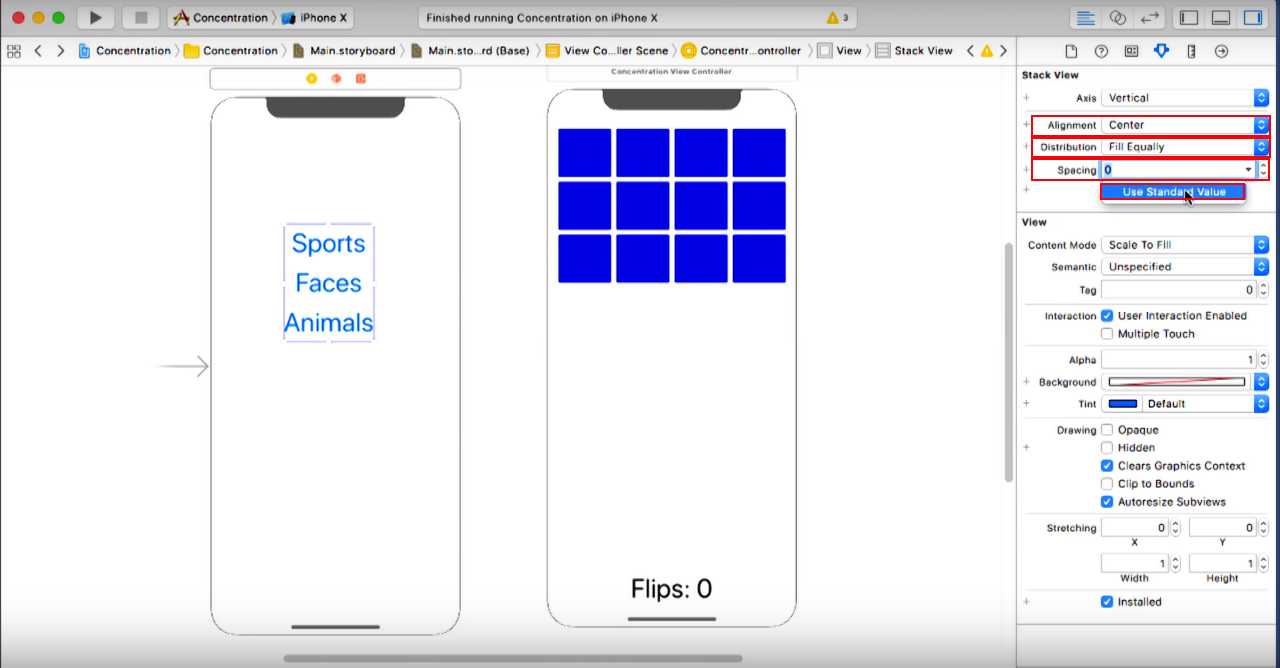 Concentration 〉 iPhone X
Finished running Concentration on iPhone X
3
Concentration 〉 Concentration 〉 Main.storyboard 〉 Main.sto...rd (Base) 〉 View Co...ller Scene 〉 Concentr...ontroller 〉 View 〉 Stack View
Concentration View Controller
Sports
Faces
Animals
Flips: 0
Stack View
Axis Vertical
Alignment Center
Distribution Fill Equally
Spacing 0
Use Standard Value
View
Content Mode Scale To Fill
Semantic Unspecified
Tag 0
Interaction User Interaction Enabled
Multiple Touch
Alpha 1
Background
Tint Default
Drawing Opaque
Hidden
Clears Graphics Context
Clip to Bounds
Autoresize Subviews
Stretching 0 0
X Y
1 1
Width Height
Installed